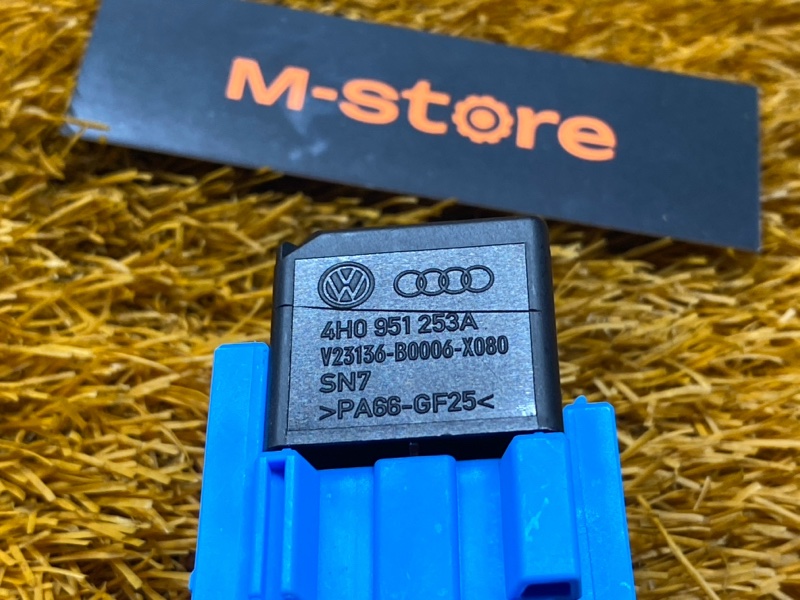 M-store
4H0 951 253A
V23136-B0006-X080
SN7
>PA66-GF25<